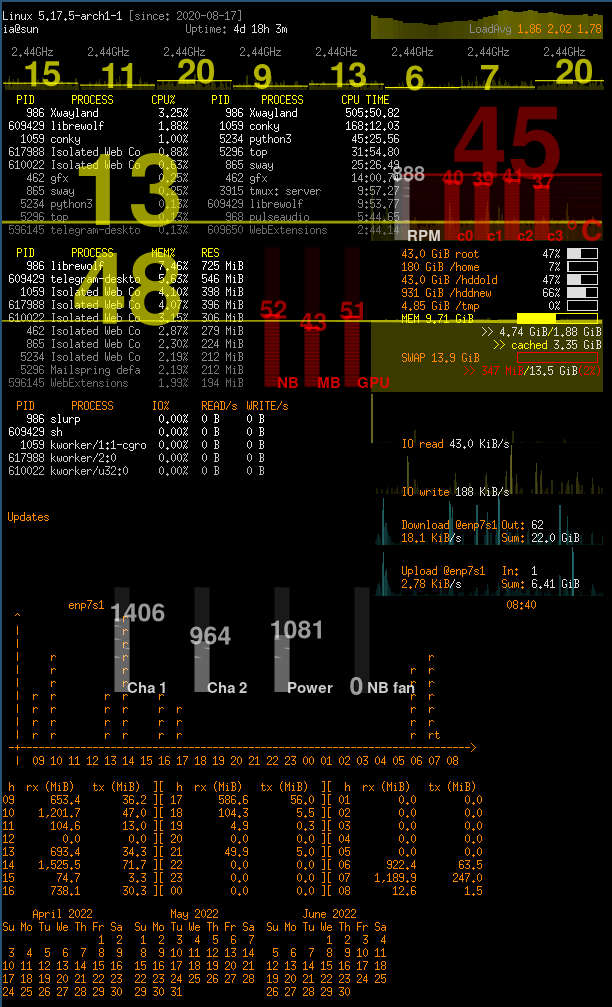 Linux 5.17.5-arch1-1 [since: 2020-08-17]
ia@sun Uptime: 4d 18h 3m LoadAvg 1.86 2.02 1.78
2.44GHz 2.44GHz 2.44GHz 2.44GHz 2.44GHz 2.44GHz 2.44GHz 2.44GHz
15 11 20 9 13 6 7 20
PID PROCESS CPU% PID PROCESS CPU TIME
986 Xwayland 3.25% 986 Xwayland 505:50.82
609429 librewolf 1.88% 1059 conky 168:12.03
1059 conky 1.00% 5234 python3 45:25.56
617988 Isolated Web Co 0.88% 5296 top 31:54.80
610022 Isolated Web Co 0.63% 865 sway 25:26.49
462 gfx 0.25% 462 gfx 14:00.74
865 sway 0.25% 3915 tmux: server 9:57.27
5234 python3 0.13% 609429 librewolf 9:53.77
5296 top 0.13% 968 pulseaudio 5:44.65
596145 telegram-deskto 0.13% 609650 WebExtensions 2:44.14
13
45
°C
888
RPM
40 39 41 37
c0 c1 c2 c3
PID PROCESS MEM% RES
986 librewolf 7.46% 725 MiB
609429 telegram-deskto 5.63% 546 MiB
1059 Isolated Web Co 4.10% 398 MiB
617988 Isolated Web Co 4.07% 396 MiB
610022 Isolated Web Co 3.15% 306 MiB
462 Isolated Web Co 2.87% 279 MiB
865 Isolated Web Co 2.30% 224 MiB
5234 Isolated Web Co 2.19% 212 MiB
5296 Mailspring defa 2.19% 212 MiB
596145 WebExtensions 1.99% 194 MiB
48
52 43 51
NB MB GPU
43.0 GiB root 47%
180 GiB /home 7%
43.0 GiB /hddold 47%
931 GiB /hddnew 66%
4.85 GiB /tmp 0%
MEM 9.71 GiB
>> 4.74 GiB/1.88 GiB
>> cached 3.35 GiB
SWAP 13.9 GiB
>> 347 MiB/13.5 GiB(2%)
PID PROCESS IO% READ/s WRITE/s
986 slurp 0.00% 0 B 0 B
609429 sh 0.00% 0 B 0 B
1059 kworker/1:1-cgro 0.00% 0 B 0 B
617988 kworker/2:0 0.00% 0 B 0 B
610022 kworker/u32:0 0.00% 0 B 0 B
IO read 43.0 KiB/s
IO write 188 KiB/s
Updates
Download @enp7s1 Out: 62
18.1 KiB/s Sum: 22.0 GiB
Upload @enp7s1 In: 1
2.78 KiB/s Sum: 6.41 GiB
enp7s1 08:40
1406 964 1081 0
Cha 1 Cha 2 Power NB fan
^
r r
r r r r
r r r r r r
r r r r r r r r
r r r r r r r rt
-+--->
09 10 11 12 13 14 15 16 17 18 19 20 21 22 23 00 01 02 03 04 05 06 07 08
h rx (MiB) tx (MiB) ][ h rx (MiB) tx (MiB) ][ h rx (MiB) tx (MiB)
09 653.4 36.2 ][ 17 586.6 56.0 ][ 01 0.0 0.0
10 1,201.7 47.0 ][ 18 104.3 5.5 ][ 02 0.0 0.0
11 104.6 13.0 ][ 19 4.9 0.3 ][ 03 0.0 0.0
12 0.0 0.0 ][ 20 0.0 0.0 ][ 04 0.0 0.0
13 693.4 34.3 ][ 21 49.9 5.0 ][ 05 0.0 0.0
14 1,525.5 71.7 ][ 22 0.0 0.0 ][ 06 922.4 63.5
15 74.7 3.3 ][ 23 0.0 0.0 ][ 07 1,189.9 247.0
16 738.1 30.3 ][ 00 0.0 0.0 ][ 08 12.6 1.5
April 2022 May 2022 June 2022
Su Mo Tu We Th Fr Sa Su Mo Tu We Th Fr Sa Su Mo Tu We Th Fr Sa
1 2 1 2 3 4 5 6 7 1 2 3 4
3 4 5 6 7 8 9 8 9 10 11 12 13 14 5 6 7 8 9 10 11
10 11 12 13 14 15 16 15 16 17 18 19 20 21 12 13 14 15 16 17 18
17 18 19 20 21 22 23 22 23 24 25 26 27 28 19 20 21 22 23 24 25
24 25 26 27 28 29 30 29 30 31 26 27 28 29 30